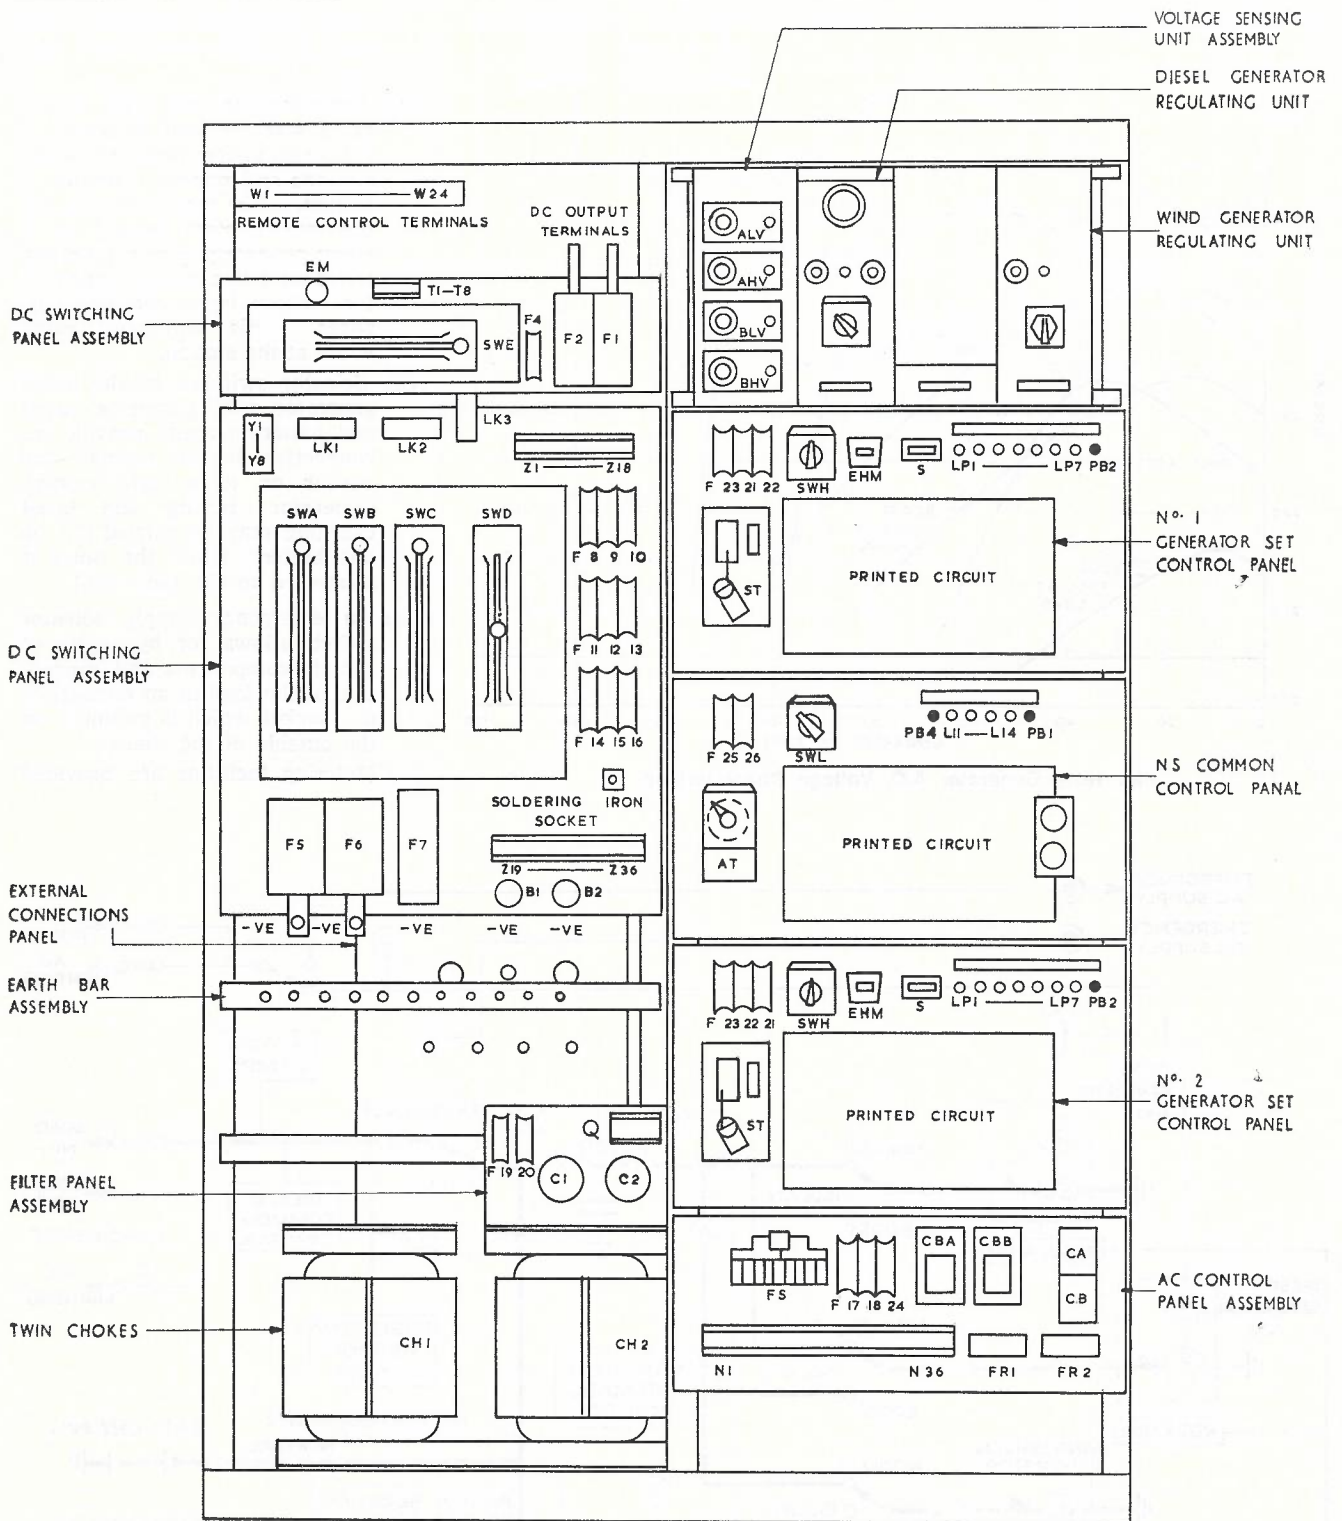 VOLTAGE SENSING
UNIT ASSEMBLY
DIESEL GENERATOR
REGULATING UNIT
WIND GENERATOR
REGULATING UNIT
W1 W24
REMOTE CONTROL TERMINALS
DC OUTPUT
TERMINALS
EM
T1-T8
DC SWITCHING
PANEL ASSEMBLY
SWE
F4
F2 F1
ALV
AHV
BLV
BHV
Y1
Y8
LK1
LK2
LK3
Z1 Z18
SWA SWB SWC SWD
F 8 9 10
F 11 12 13
F 14 15 16
DC SWITCHING
PANEL ASSEMBLY
SOLDERING IRON
SOCKET
F5 F6 F7
Z19 Z36
B1 B2
EXTERNAL
CONNECTIONS
PANEL
-VE -VE -VE -VE -VE
EARTH BAR
ASSEMBLY
F 19 20
Q
C1 C2
FILTER PANEL
ASSEMBLY
TWIN CHOKES
CH1
CH2
F 23 21 22
SWH
EHM
S
LP1 LP7 PB2
ST
PRINTED CIRCUIT
No. 1
GENERATOR SET
CONTROL PANEL
F 25 26
SWL
PB4 L11 L14 PB1
AT
PRINTED CIRCUIT
NS COMMON
CONTROL PANAL
F 23 22 21
SWH
EHM
S
LP1 LP7 PB2
ST
PRINTED CIRCUIT
No. 2
GENERATOR SET
CONTROL PANEL
FS
F 17 18 24
CBA
CBB
CA
CB
N1 N36 FR1 FR2
AC CONTROL
PANEL ASSEMBLY